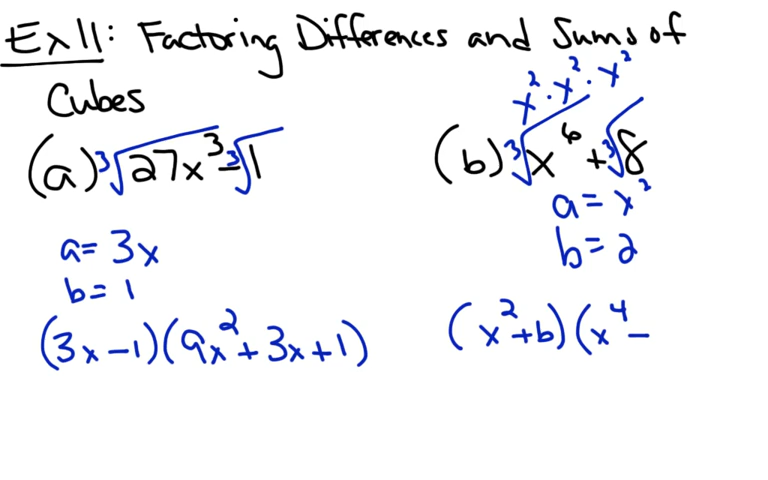 Ex 11: Factoring Differences and Sums of
Cubes
(a) ∛27x³ - ∛1
a = 3x
b = 1
(3x - 1)(9x² + 3x + 1)
x² · x² · x²
(b) ∛x⁶ + ∛8
a = x²
b = 2
(x² + b)(x⁴ -